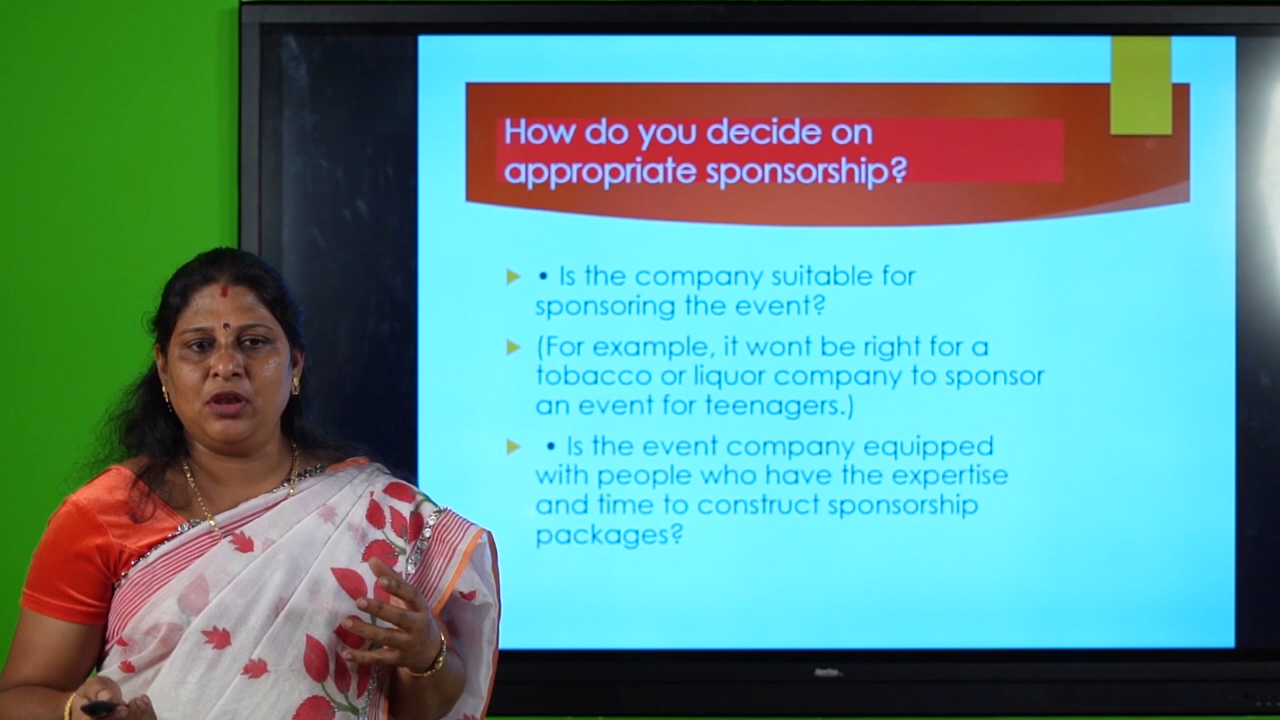 How do you decide on
appropriate sponsorship?
• Is the company suitable for
sponsoring the event?
(For example, it wont be right for a
tobacco or liquor company to sponsor
an event for teenagers.)
• Is the event company equipped
with people who have the expertise
and time to construct sponsorship
packages?